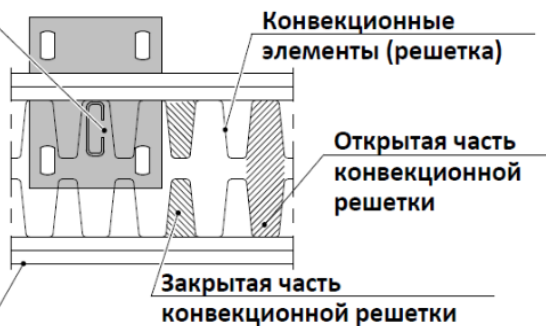 Конвекционные
элементы (решетка)
Открытая часть
конвекционной
решетки
Закрытая часть
конвекционной решетки